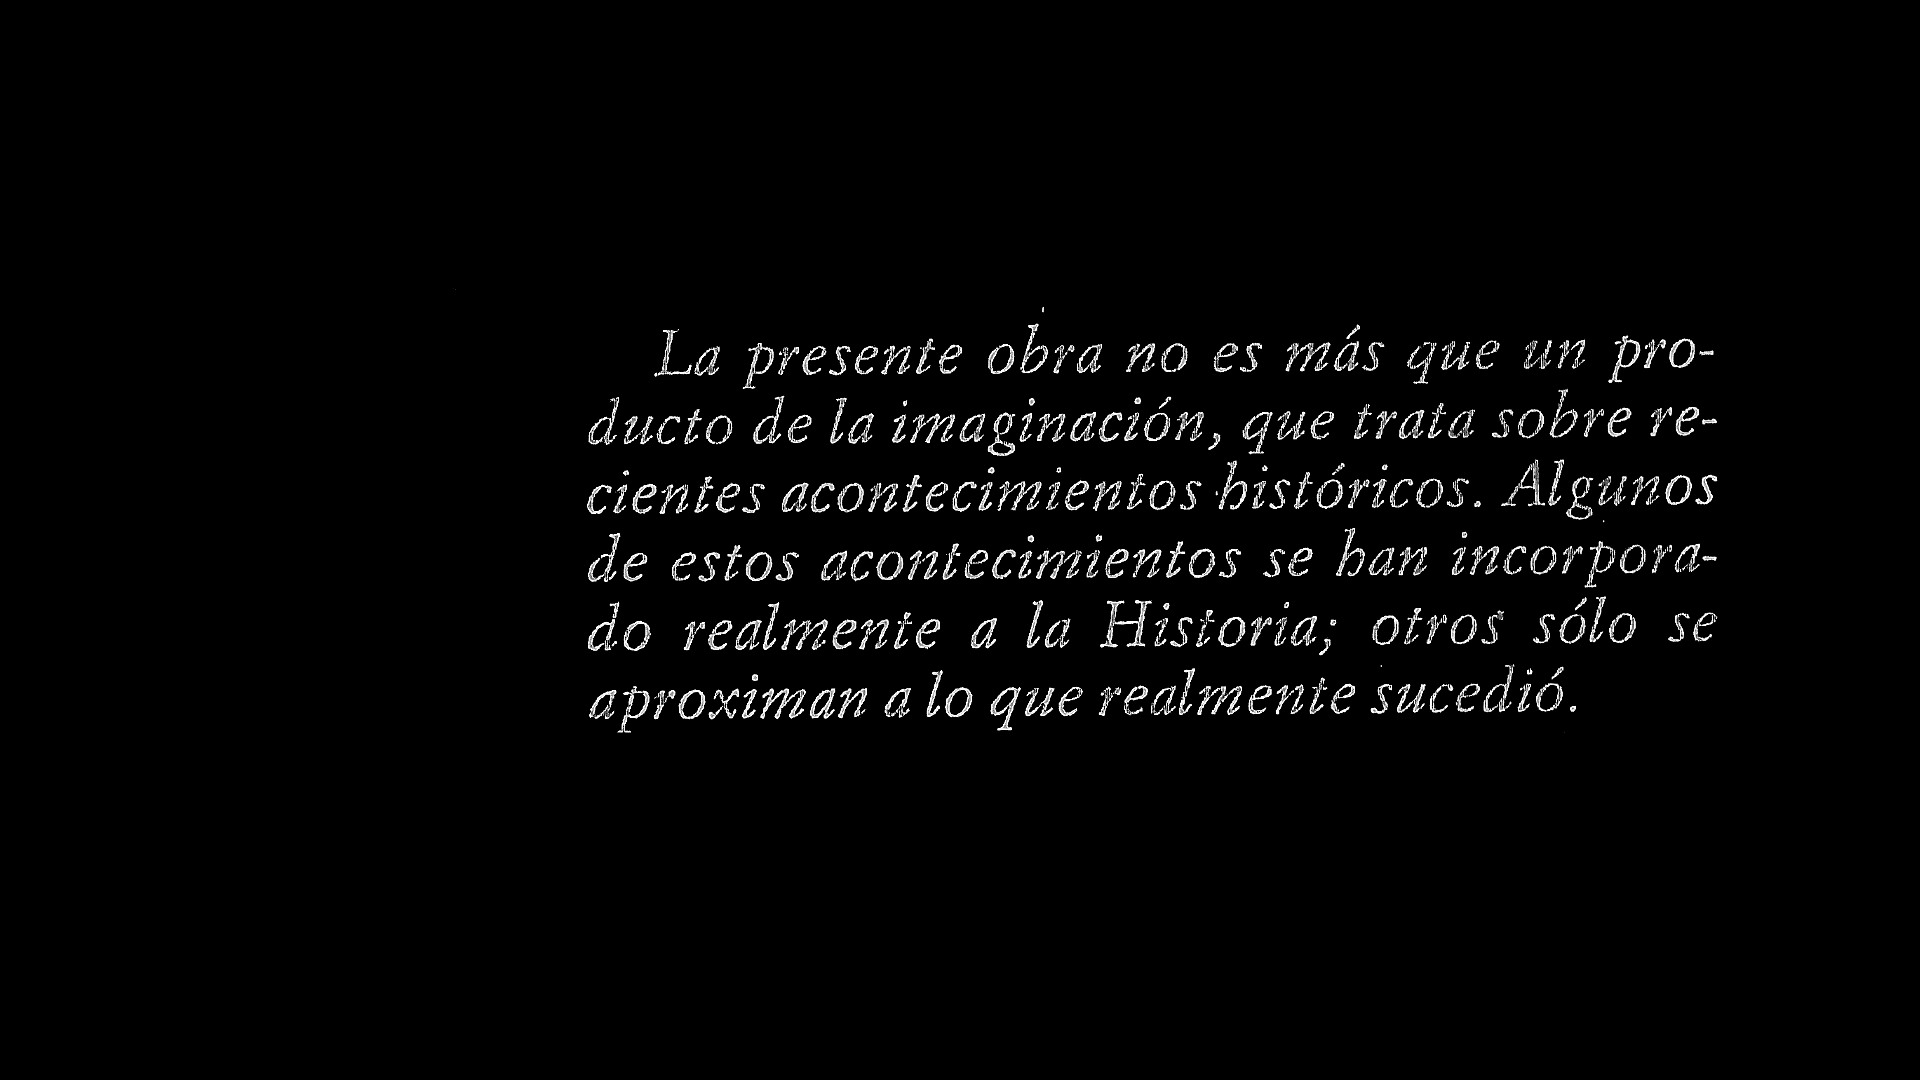 La presente obra no es más que un pro-
ducto de la imaginación, que trata sobre re-
cientes acontecimientos históricos. Algunos
de estos acontecimientos se han incorpora-
do realmente a la Historia; otros sólo se
aproximan a lo que realmente sucedió.